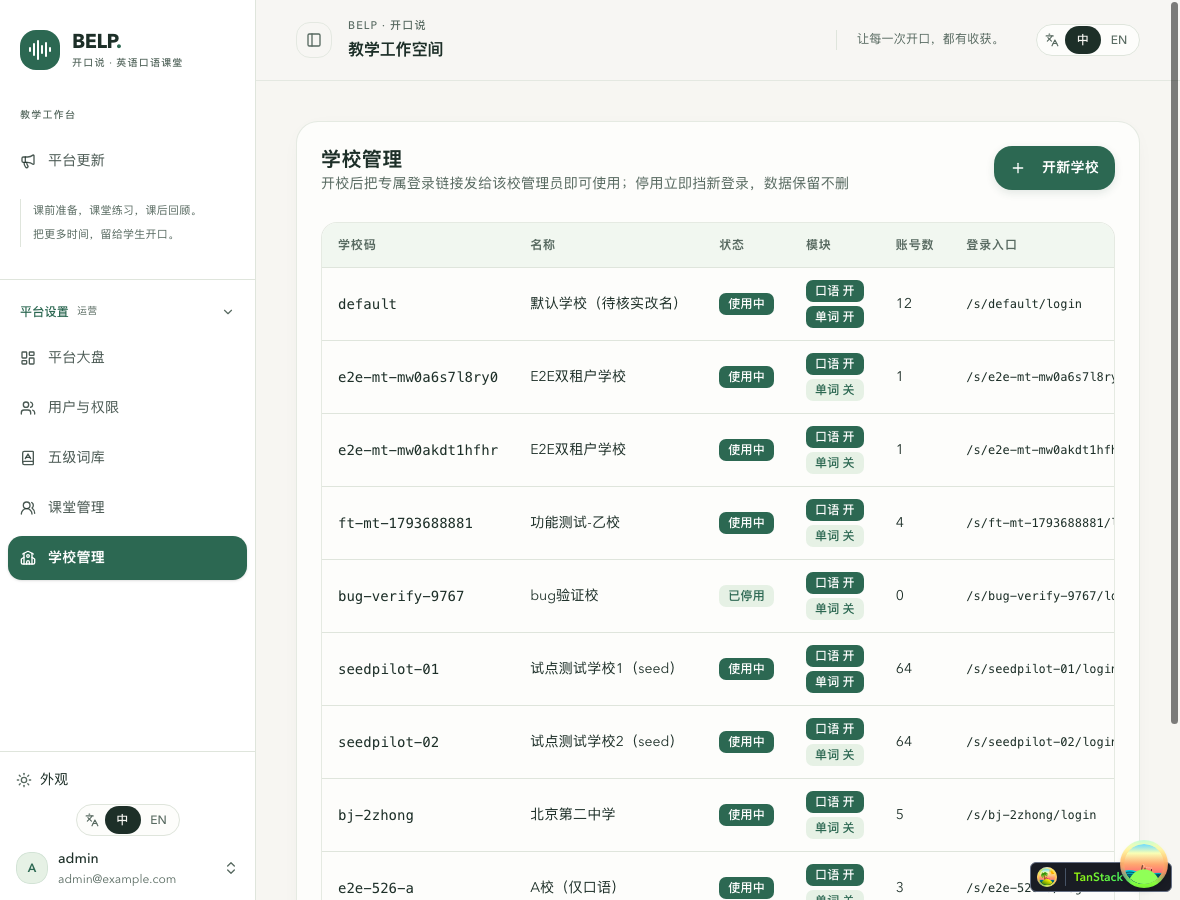 BELP.
开口说 · 英语口语课堂
教学工作台
平台更新
课前准备，课堂练习，课后回顾。
把更多时间，留给学生开口。
平台设置 运营
平台大盘
用户与权限
五级词库
课堂管理
学校管理
外观
中 EN
A
admin
admin@example.com
BELP · 开口说
教学工作空间
让每一次开口，都有收获。
中 EN
学校管理
开校后把专属登录链接发给该校管理员即可使用；停用立即挡新登录，数据保留不删
开新学校
学校码 名称 状态 模块 账号数 登录入口
default 默认学校（待核实改名） 使用中 口语 开 单词 开 12 /s/default/login
e2e-mt-mw0a6s7l8ry0 E2E双租户学校 使用中 口语 开 单词 关 1 /s/e2e-mt-mw0a6s7l8ry
e2e-mt-mw0akdt1hfhr E2E双租户学校 使用中 口语 开 单词 关 1 /s/e2e-mt-mw0akdt1hfh
ft-mt-1793688881 功能测试-乙校 使用中 口语 开 单词 关 4 /s/ft-mt-1793688881/l
bug-verify-9767 bug验证校 已停用 口语 开 单词 关 0 /s/bug-verify-9767/lo
seedpilot-01 试点测试学校1（seed） 使用中 口语 开 单词 开 64 /s/seedpilot-01/login
seedpilot-02 试点测试学校2（seed） 使用中 口语 开 单词 关 64 /s/seedpilot-02/login
bj-2zhong 北京第二中学 使用中 口语 开 单词 关 5 /s/bj-2zhong/login
e2e-526-a A校（仅口语） 使用中 口语 开 单词 关 3 /s/e2e-52
TanStack